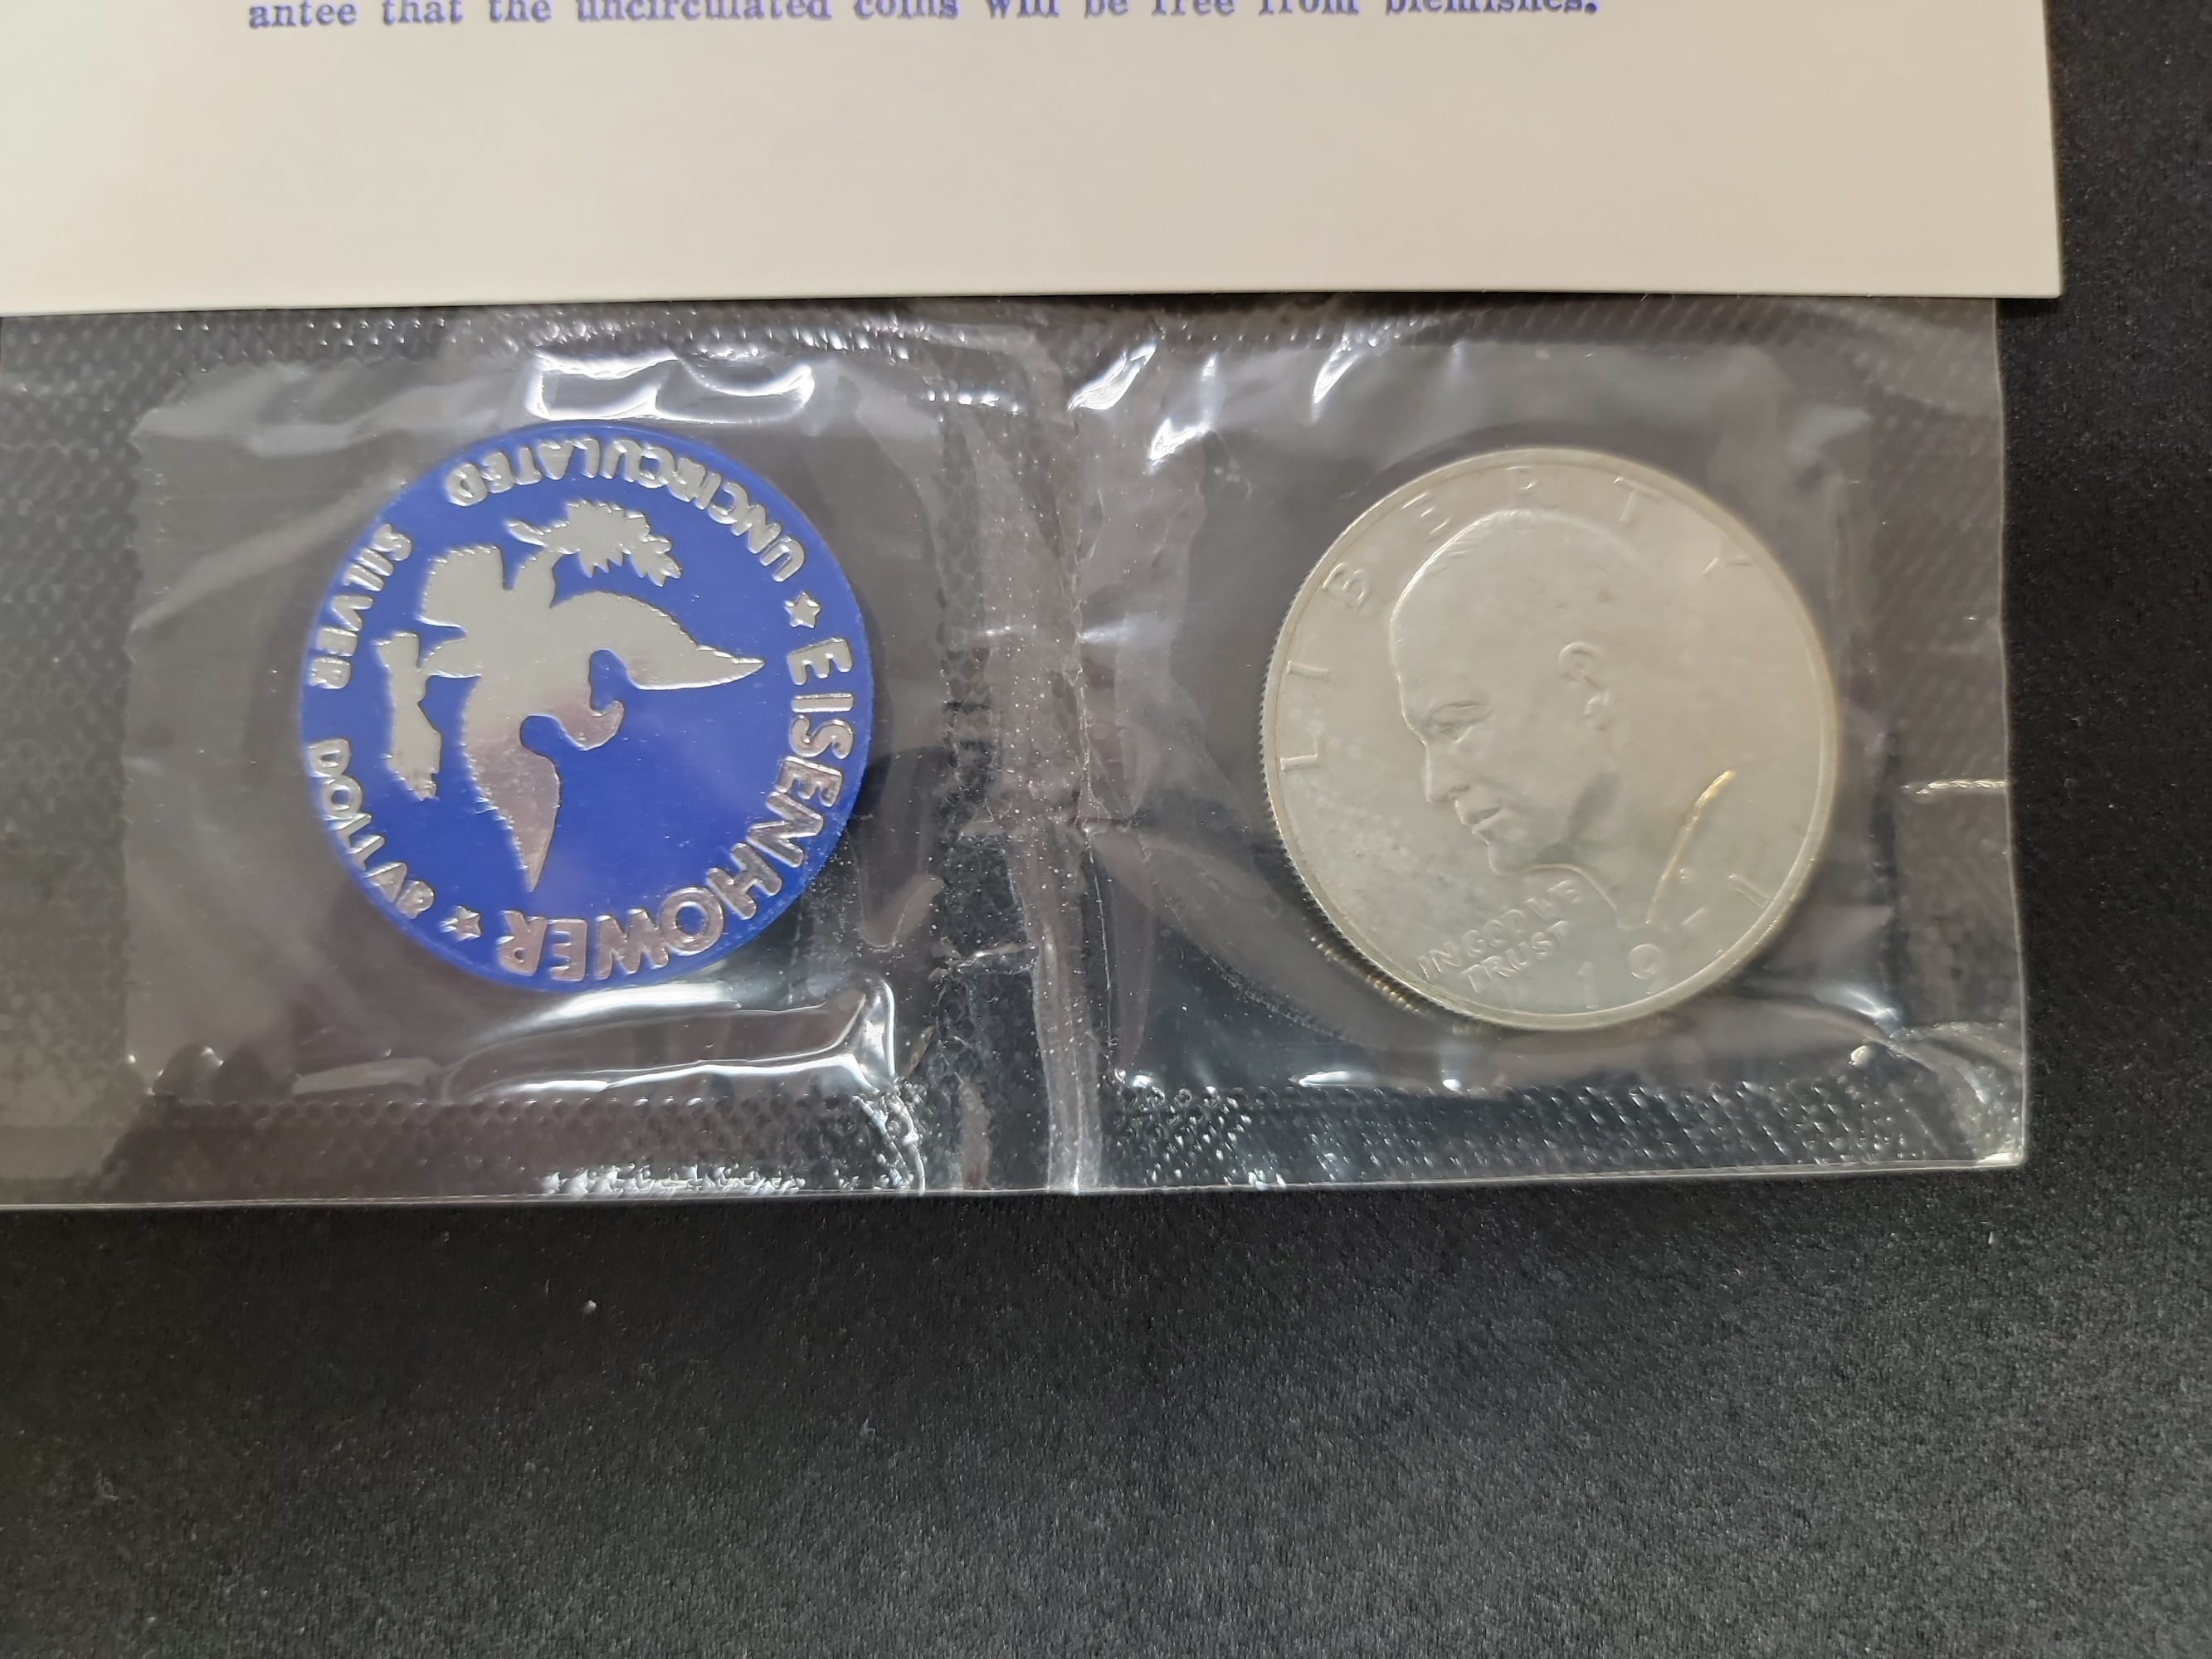 antee that the uncirculated coins will be free from blemishes.
EISENHOWER
UNCIRCULATED
SILVER DOLLAR
LIBERTY
IN GOD WE
TRUST
1971